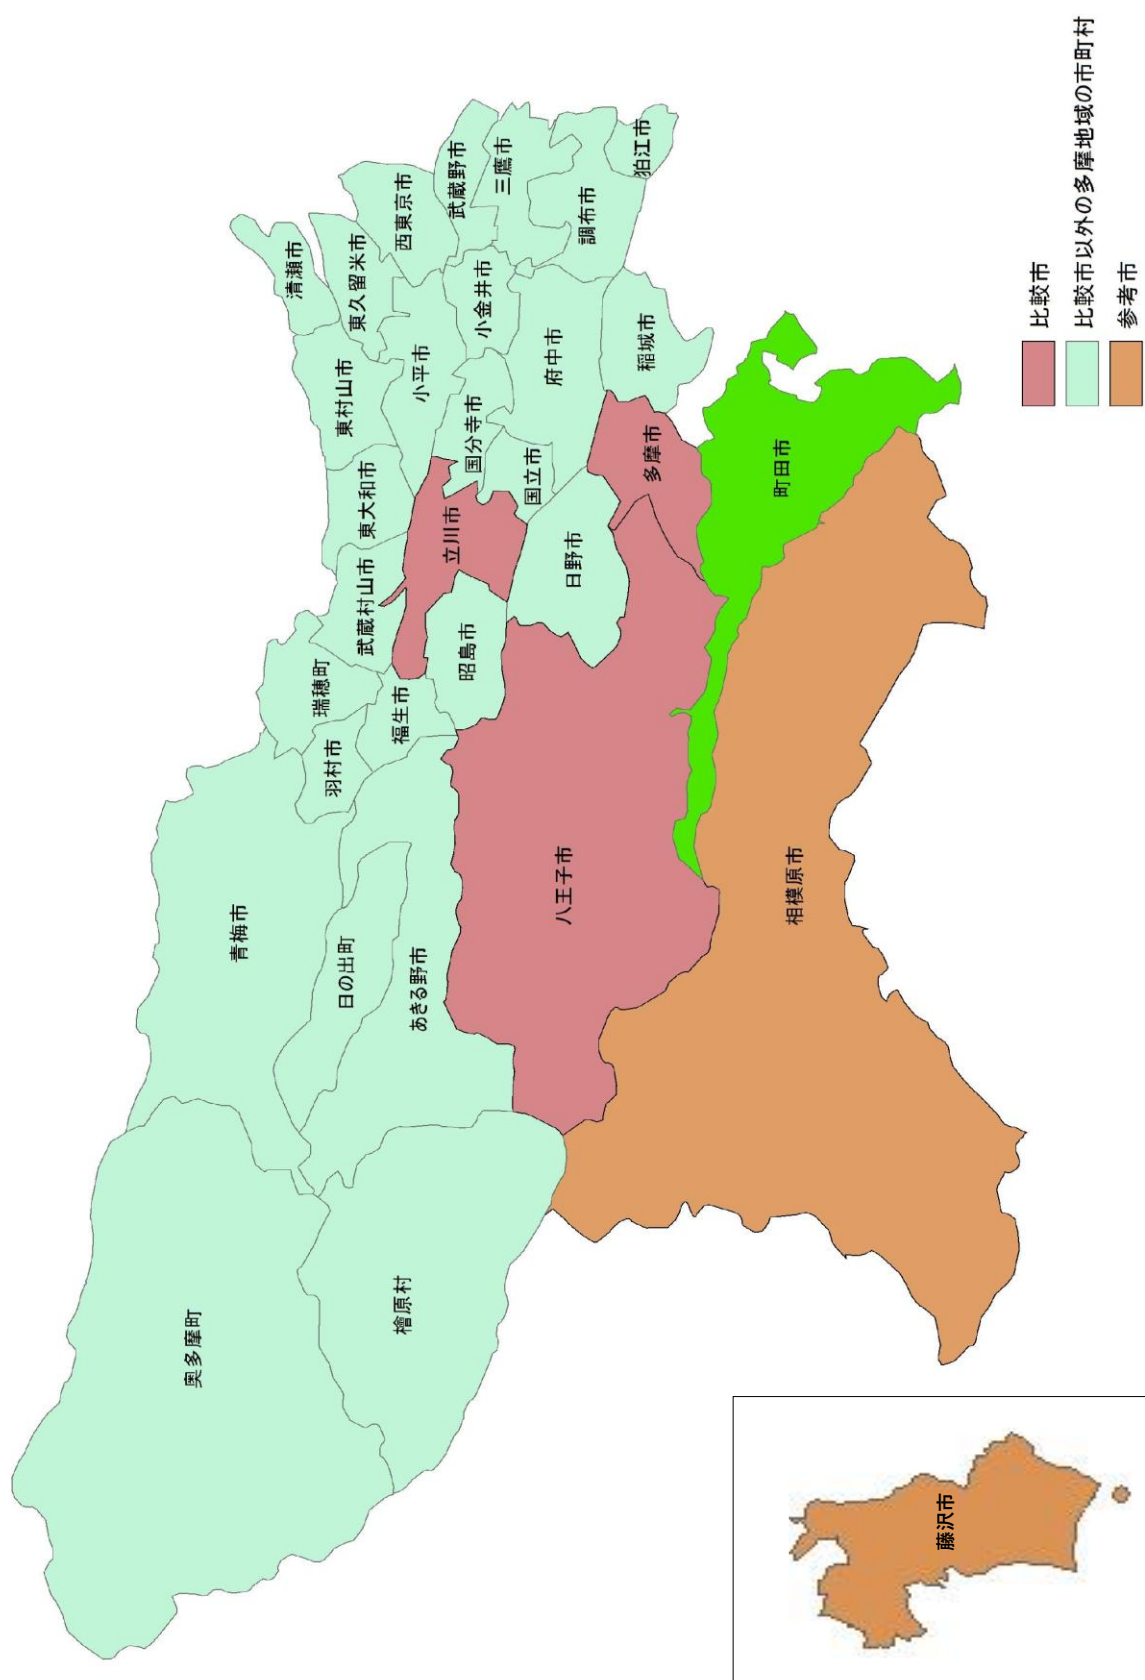 奥多摩町
檜原村
青梅市
日の出町
あきる野市
羽村市
瑞穂町
福生市
武蔵村山市
昭島市
八王子市
立川市
東大和市
東村山市
清瀬市
東久留米市
西東京市
小平市
国分寺市
国立市
日野市
小金井市
武蔵野市
三鷹市
府中市
調布市
狛江市
稲城市
多摩市
町田市
相模原市
藤沢市
比較市
比較市以外の多摩地域の市町村
参考市